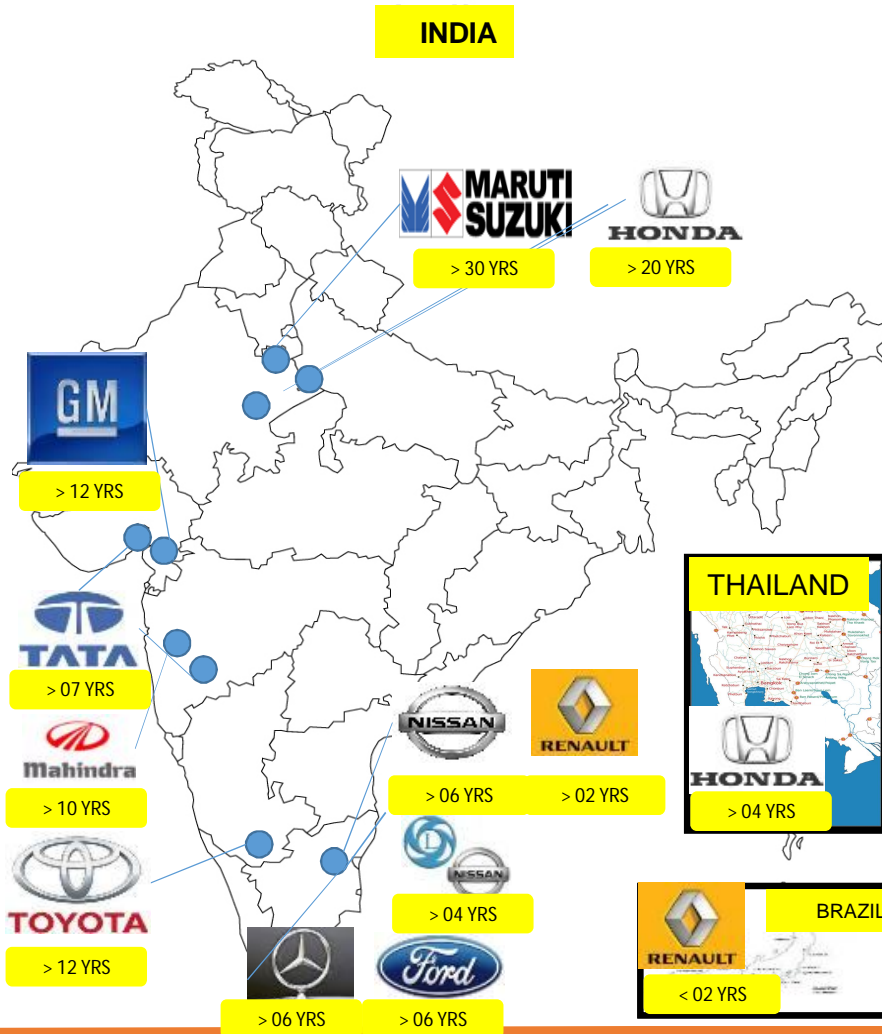 INDIA
MARUTI
SUZUKI
HONDA
> 30 YRS
> 20 YRS
GM
> 12 YRS
THAILAND
TATA
> 07 YRS
NISSAN
RENAULT
Mahindra
HONDA
> 10 YRS
> 06 YRS
> 02 YRS
> 04 YRS
TOYOTA
NISSAN
> 04 YRS
BRAZIL
RENAULT
> 12 YRS
Ford
< 02 YRS
> 06 YRS
> 06 YRS